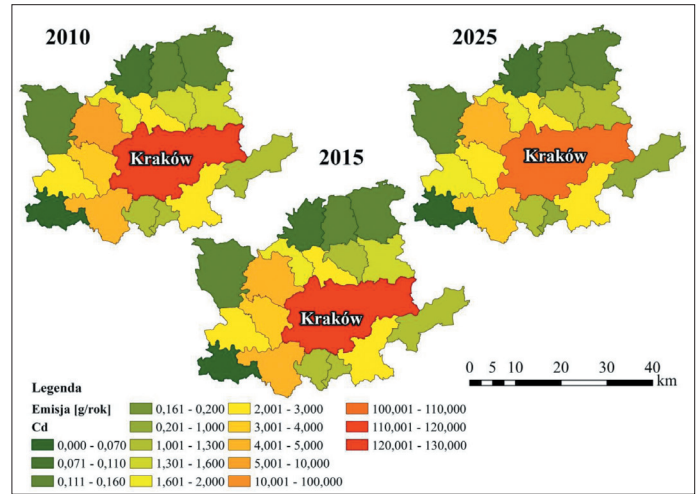 2010
2025
Kraków
Kraków
2015
Kraków
0 5 10 20 30 40
km
Legenda
Emisja [g/rok]
Cd
0,000 - 0,070
0,071 - 0,110
0,111 - 0,160
0,161 - 0,200
0,201 - 1,000
1,001 - 1,300
1,301 - 1,600
1,601 - 2,000
2,001 - 3,000
3,001 - 4,000
4,001 - 5,000
5,001 - 10,000
10,001 - 100,000
100,001 - 110,000
110,001 - 120,000
120,001 - 130,000